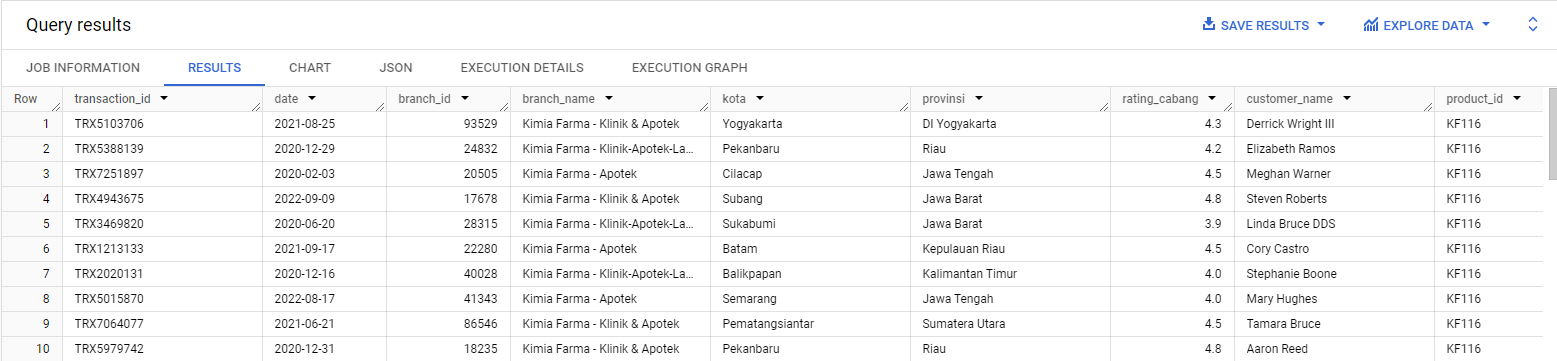 Query results SAVE RESULTS EXPLORE DATA
JOB INFORMATION RESULTS CHART JSON EXECUTION DETAILS EXECUTION GRAPH
Row transaction_id date branch_id branch_name kota provinsi rating_cabang customer_name product_id
1 TRX5103706 2021-08-25 93529 Kimia Farma - Klinik & Apotek Yogyakarta DI Yogyakarta 4.3 Derrick Wright III KF116
2 TRX5388139 2020-12-29 24832 Kimia Farma - Klinik-Apotek-La... Pekanbaru Riau 4.2 Elizabeth Ramos KF116
3 TRX7251897 2020-02-03 20505 Kimia Farma - Apotek Cilacap Jawa Tengah 4.5 Meghan Warner KF116
4 TRX4943675 2022-09-09 17678 Kimia Farma - Klinik & Apotek Subang Jawa Barat 4.8 Steven Roberts KF116
5 TRX3469820 2020-06-20 28315 Kimia Farma - Klinik-Apotek-La... Sukabumi Jawa Barat 3.9 Linda Bruce DDS KF116
6 TRX1213133 2021-09-17 22280 Kimia Farma - Apotek Batam Kepulauan Riau 4.5 Cory Castro KF116
7 TRX2020131 2020-12-16 40028 Kimia Farma - Klinik-Apotek-La... Balikpapan Kalimantan Timur 4.0 Stephanie Boone KF116
8 TRX5015870 2022-08-17 41343 Kimia Farma - Apotek Semarang Jawa Tengah 4.0 Mary Hughes KF116
9 TRX7064077 2021-06-21 86546 Kimia Farma - Klinik & Apotek Pematangsiantar Sumatera Utara 4.5 Tamara Bruce KF116
10 TRX5979742 2020-12-31 18235 Kimia Farma - Klinik & Apotek Pekanbaru Riau 4.8 Aaron Reed KF116